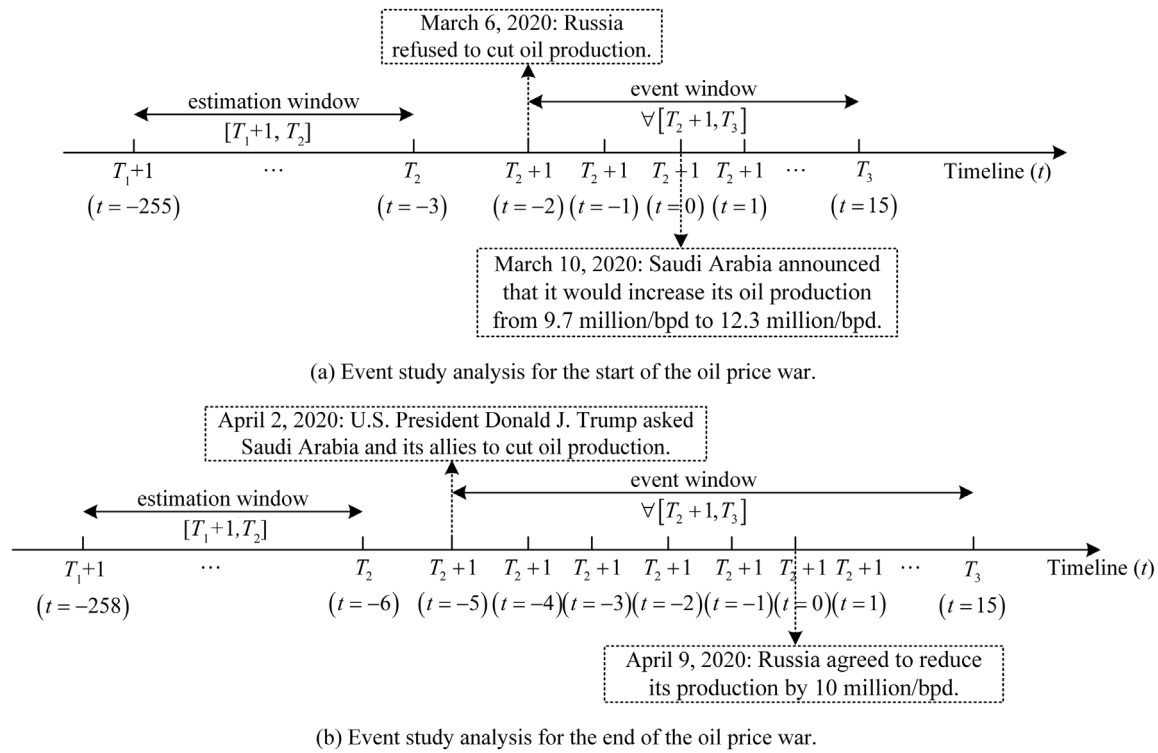 March 6, 2020: Russia
refused to cut oil production.
estimation window
[T₁+1, T₂]
event window
∀[T₂+1,T₃]
T₁+1 ⋯ T₂ T₂+1 T₂+1 T₂+1 T₂+1 ⋯ T₃ Timeline (t)
(t=−255) (t=−3) (t=−2) (t=−1) (t=0) (t=1) (t=15)
March 10, 2020: Saudi Arabia announced
that it would increase its oil production
from 9.7 million/bpd to 12.3 million/bpd.
(a) Event study analysis for the start of the oil price war.
April 2, 2020: U.S. President Donald J. Trump asked
Saudi Arabia and its allies to cut oil production.
estimation window
[T₁+1,T₂]
event window
∀[T₂+1,T₃]
T₁+1 ⋯ T₂ T₂+1 T₂+1 T₂+1 T₂+1 T₂+1 T₂+1 T₂+1 ⋯ T₃ Timeline (t)
(t=−258) (t=−6) (t=−5) (t=−4) (t=−3) (t=−2) (t=−1) (t=0) (t=1) (t=15)
April 9, 2020: Russia agreed to reduce
its production by 10 million/bpd.
(b) Event study analysis for the end of the oil price war.